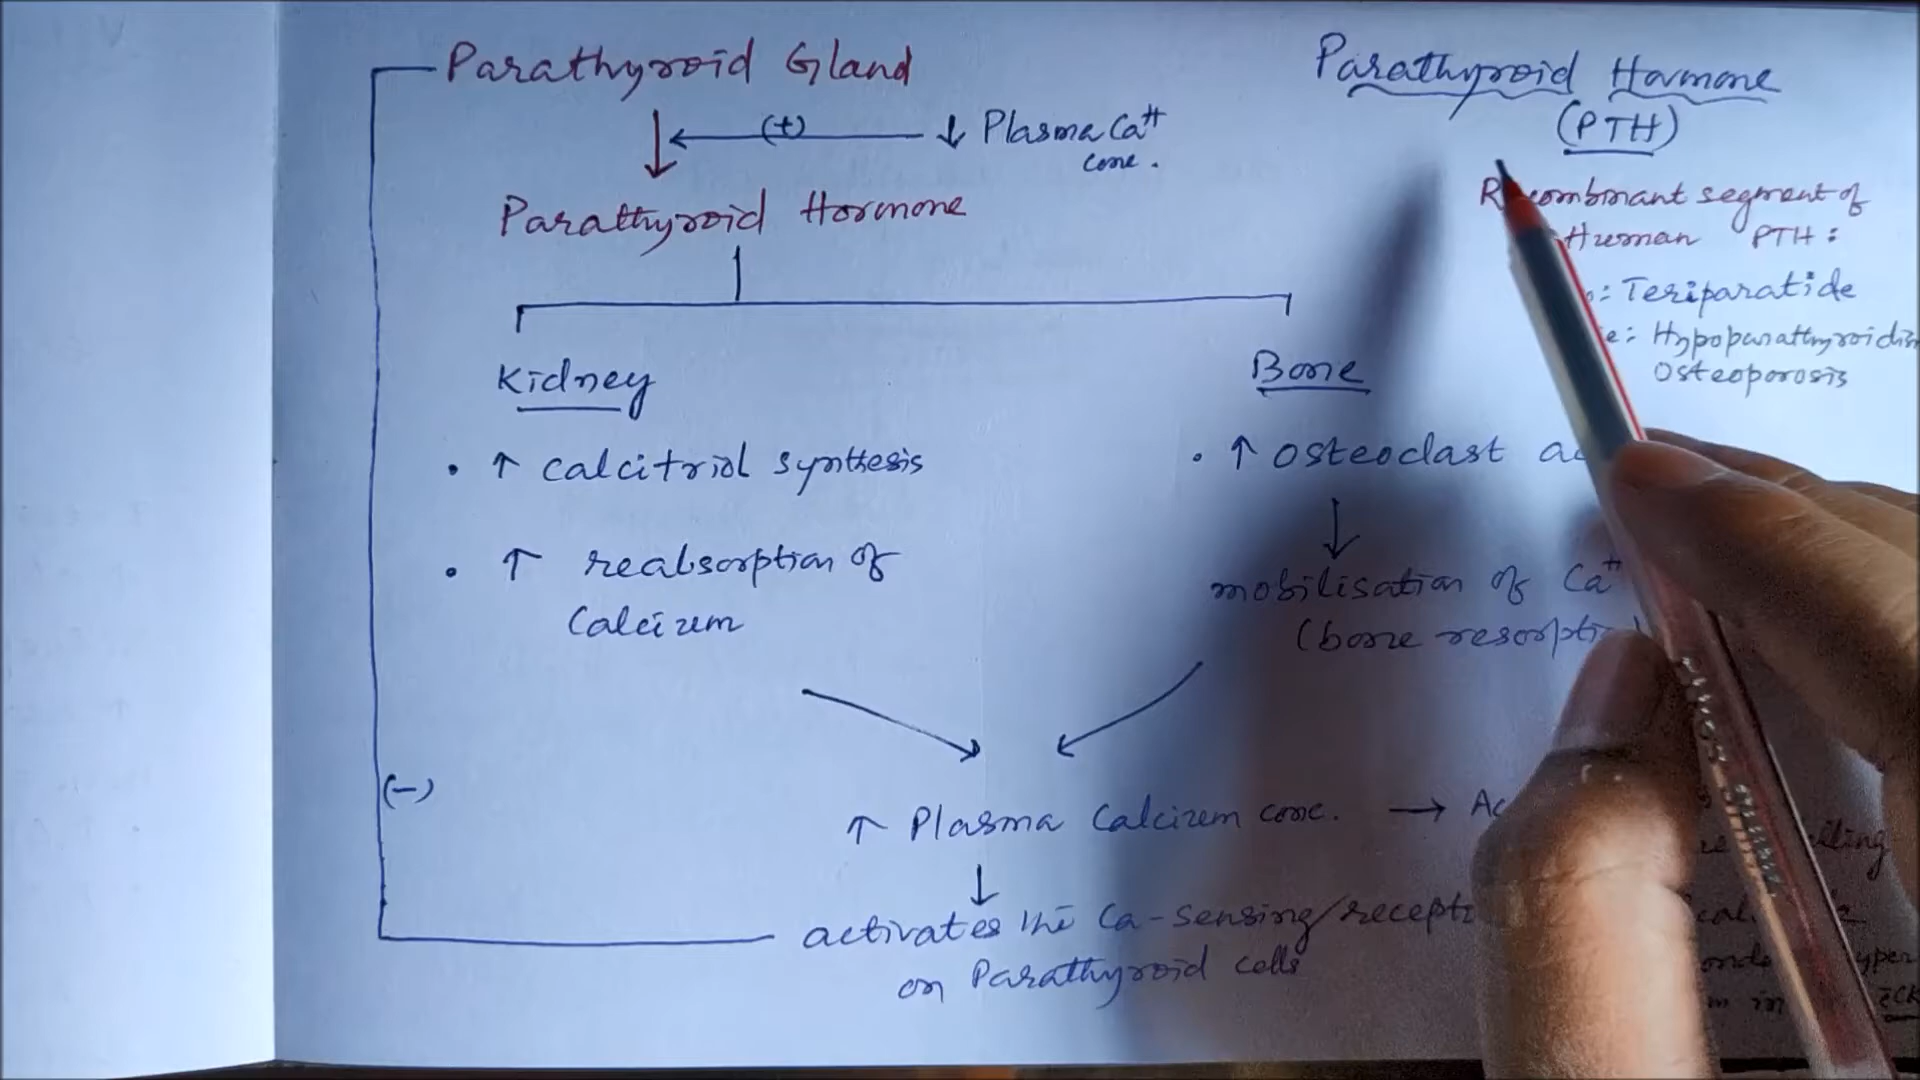 Parathyroid Gland
(+) ↓ Plasma Ca++
conc.
Parathyroid Hormone
Kidney
• ↑ calcitriol synthesis
• ↑ reabsorption of
Calcium
Parathyroid Hormone
(PTH)
Recombinant segment of
Human PTH:
: Teriparatide
: Hypoparathyroidis
Osteoporosis
Bone
• ↑ osteoclast
↓
mobilisation of Ca++
(bone resorpti
(-)
↑ Plasma Calcium conc. →
↓
activates the Ca-sensing recept
on Parathyroid cells